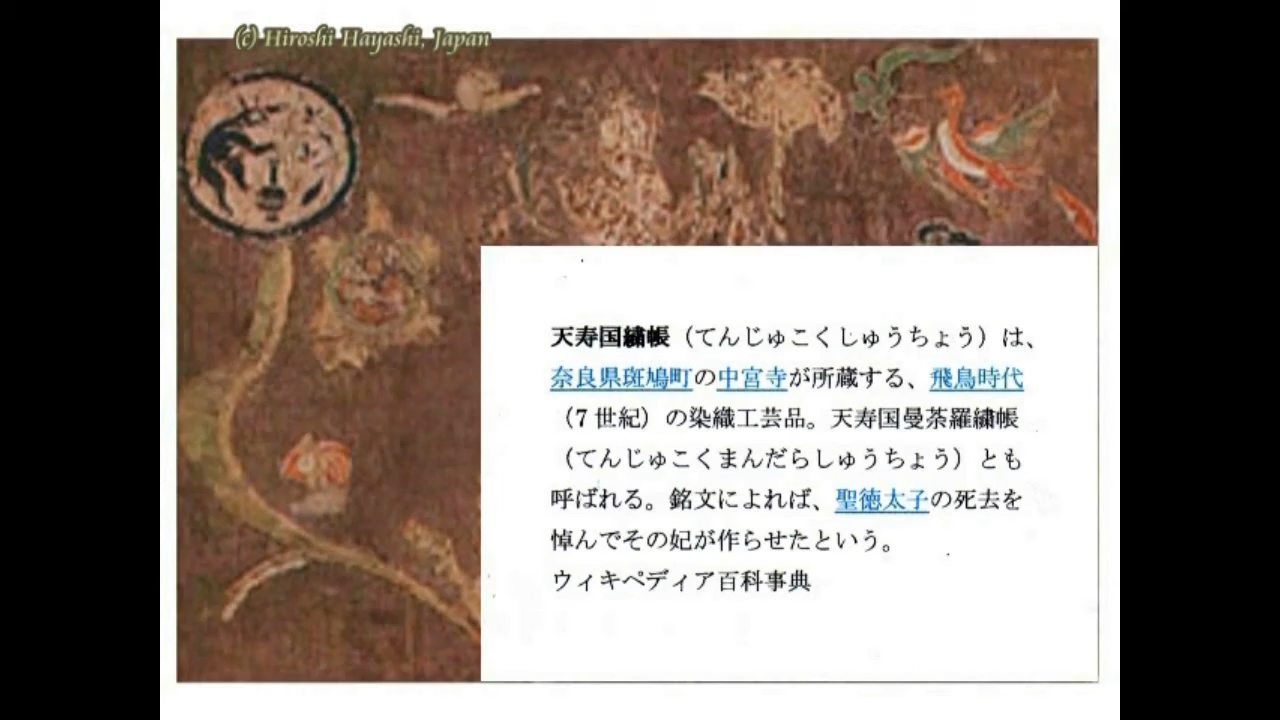 (c) Hiroshi Hayashi, Japan
天寿国繡帳（てんじゅこくしゅうちょう）は、
奈良県斑鳩町の中宮寺が所蔵する、飛鳥時代
（7 世紀）の染織工芸品。天寿国曼荼羅繡帳
（てんじゅこくまんだらしゅうちょう）とも
呼ばれる。銘文によれば、聖徳太子の死去を
悼んでその妃が作らせたという。
ウィキペディア百科事典